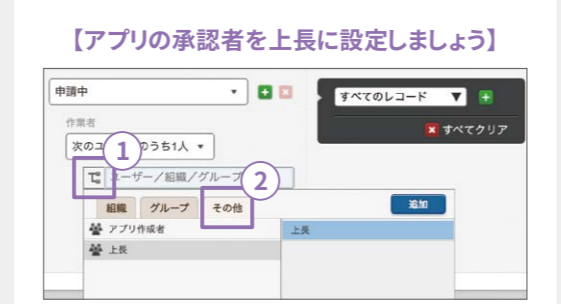 【アプリの承認者を上長に設定しましょう】
申請中
すべてのレコード
すべてクリア
作業者
次のユ のうち1人
1
ユーザー/組織/グループ
2
組織 グループ その他 追加
アプリ作成者 上長
上長